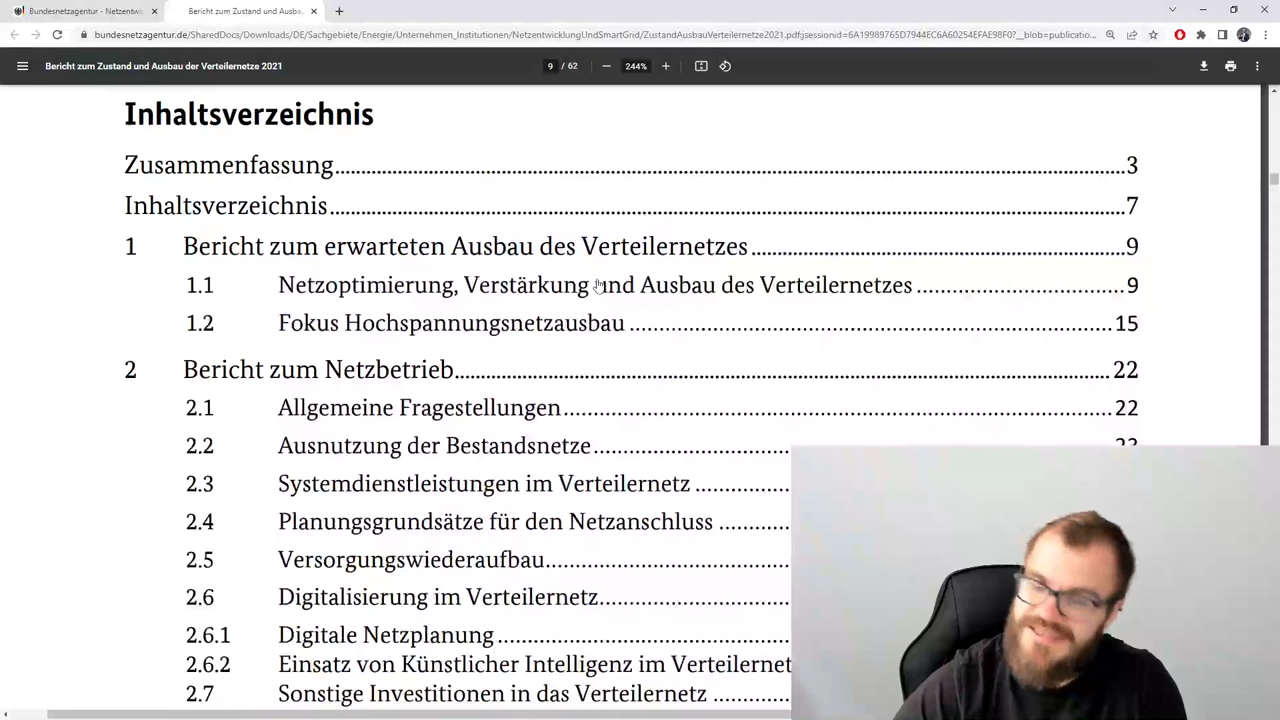 Bundesnetzagentur - Netzentwic
Bericht zum Zustand und Ausba
bundesnetzagentur.de/SharedDocs/Downloads/DE/Sachgebiete/Energie/Unternehmen_Institutionen/NetzentwicklungUndSmartGrid/ZustandAusbauVerteilernetze2021.pdf;jsessionid=6A19989765D7944EC6A60254EFAE98F0?__blob=publicatio...
Bericht zum Zustand und Ausbau der Verteilernetze 2021
9 / 62
244%
Inhaltsverzeichnis
Zusammenfassung 3
Inhaltsverzeichnis 7
1 Bericht zum erwarteten Ausbau des Verteilernetzes 9
1.1 Netzoptimierung, Verstärkung und Ausbau des Verteilernetzes 9
1.2 Fokus Hochspannungsnetzausbau 15
2 Bericht zum Netzbetrieb 22
2.1 Allgemeine Fragestellungen 22
2.2 Ausnutzung der Bestandsnetze 23
2.3 Systemdienstleistungen im Verteilernetz
2.4 Planungsgrundsätze für den Netzanschluss
2.5 Versorgungswiederaufbau
2.6 Digitalisierung im Verteilernetz
2.6.1 Digitale Netzplanung
2.6.2 Einsatz von Künstlicher Intelligenz im Verteilernet
2.7 Sonstige Investitionen in das Verteilernetz